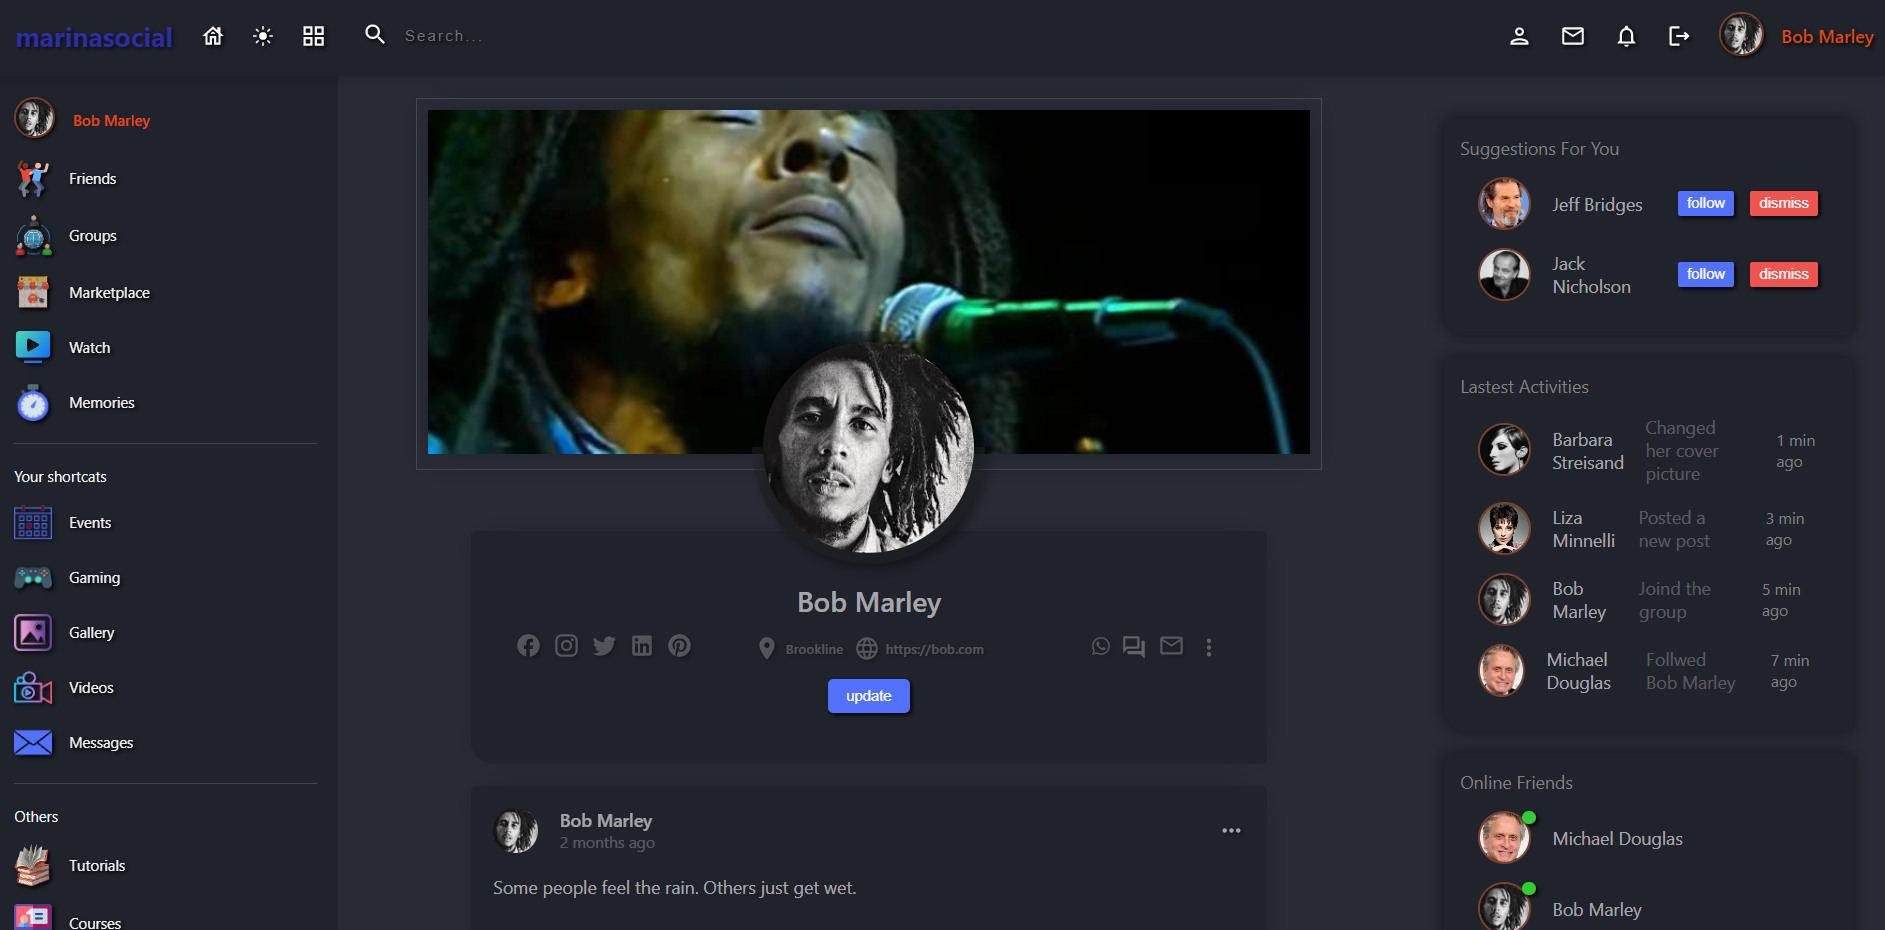 marinasocial
Search...
Bob Marley
Bob Marley
Friends
Groups
Marketplace
Watch
Memories
Your shortcats
Events
Gaming
Gallery
Videos
Messages
Others
Tutorials
Courses
Bob Marley
Brookline
https://bob.com
update
Bob Marley
2 months ago
Some people feel the rain. Others just get wet.
Suggestions For You
Jeff Bridges
follow
dismiss
Jack
Nicholson
follow
dismiss
Lastest Activities
Barbara
Streisand
Changed
her cover
picture
1 min
ago
Liza
Minnelli
Posted a
new post
3 min
ago
Bob
Marley
Joind the
group
5 min
ago
Michael
Douglas
Follwed
Bob Marley
7 min
ago
Online Friends
Michael Douglas
Bob Marley